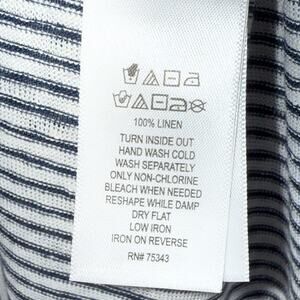 100% LINEN
TURN INSIDE OUT
HAND WASH COLD
WASH SEPARATELY
ONLY NON-CHLORINE
BLEACH WHEN NEEDED
RESHAPE WHILE DAMP
DRY FLAT
LOW IRON
IRON ON REVERSE
RN# 75343